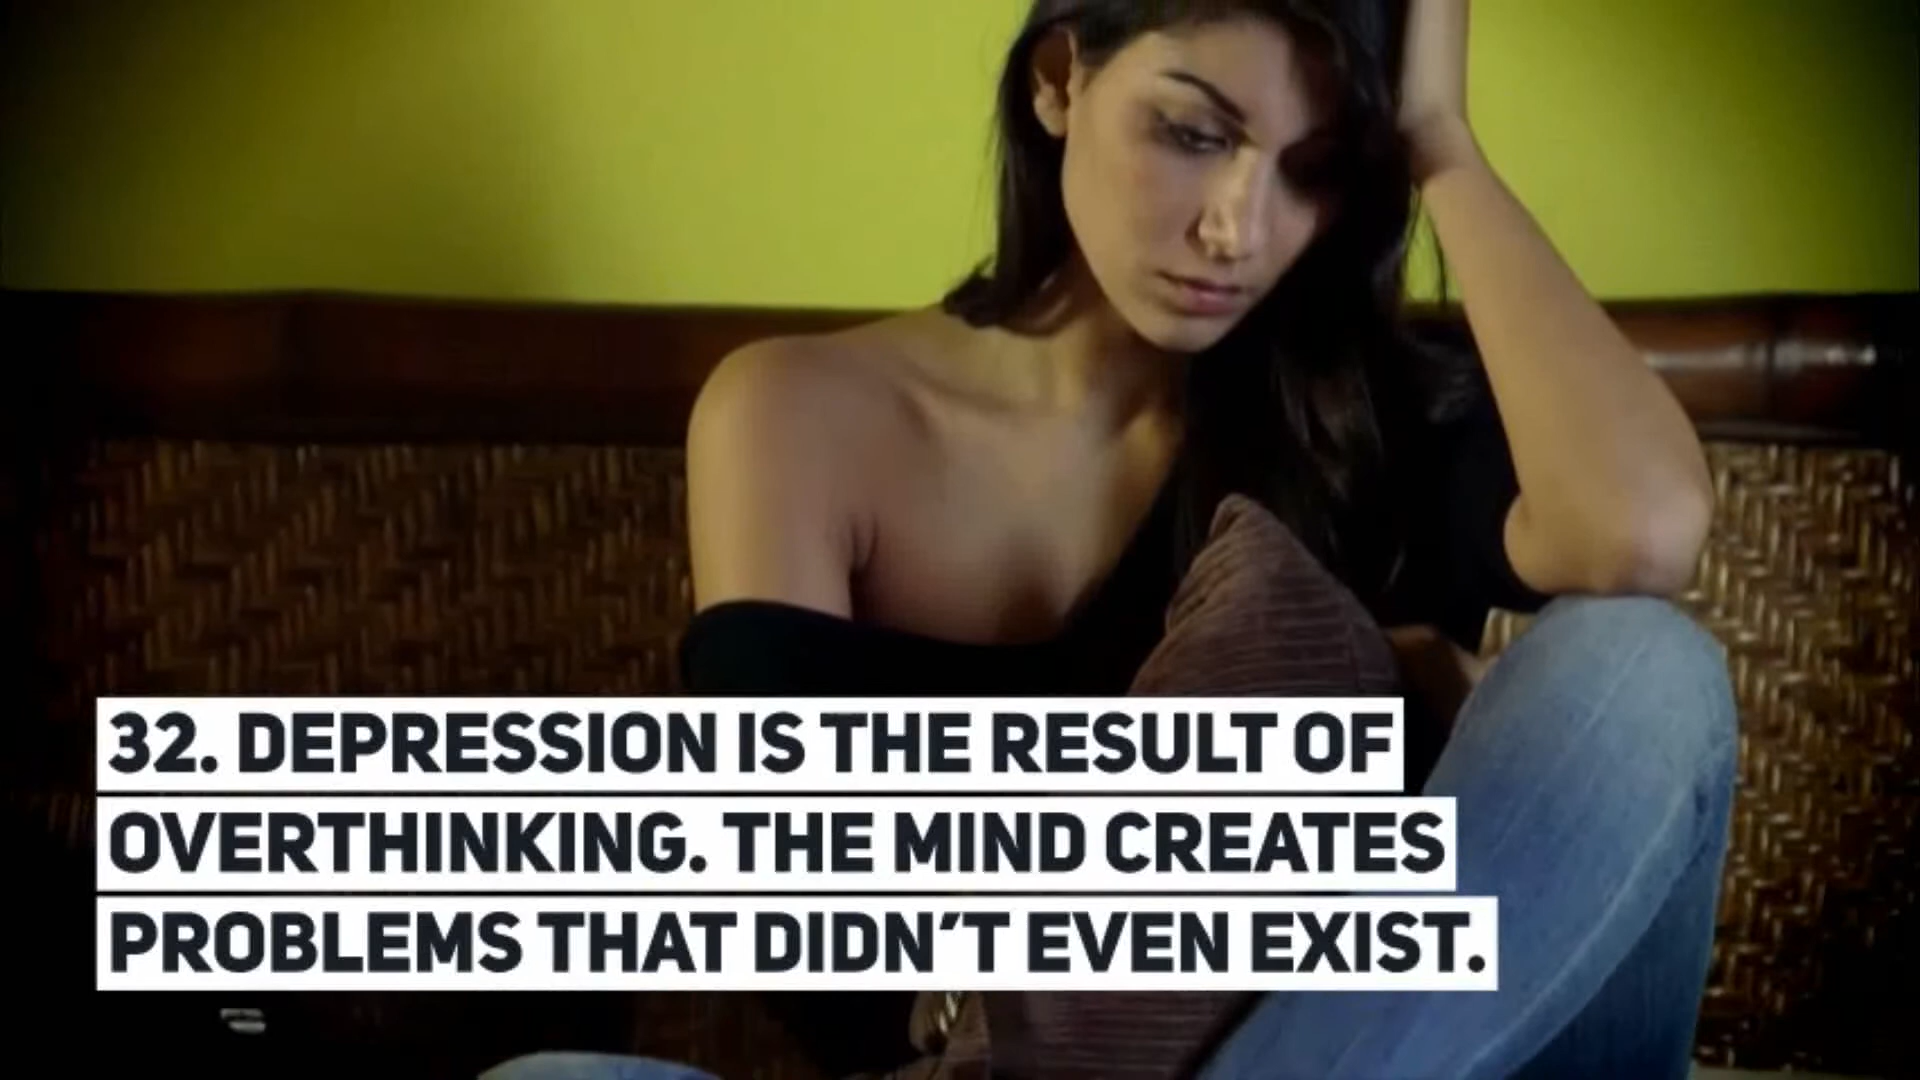 32. DEPRESSION IS THE RESULT OF
OVERTHINKING. THE MIND CREATES
PROBLEMS THAT DIDN'T EVEN EXIST.